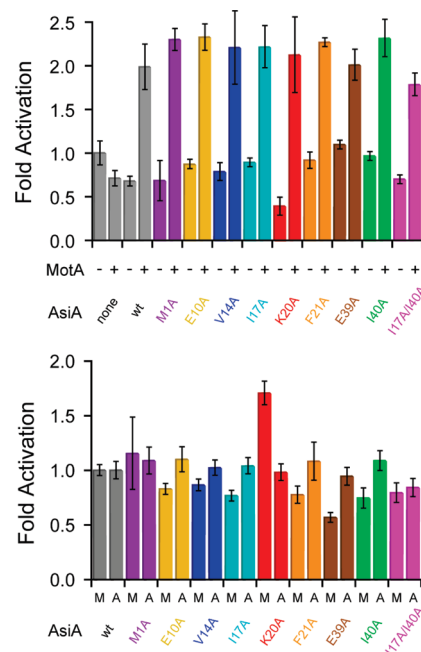 Fold Activation
2.5
2.0
1.5
1.0
0.5
0.0
MotA - + - + - + - + - + - + - + - + - + - + - +
AsiA none wt M1A E10A V14A I17A K20A F21A E39A I40A I17A/I40A
Fold Activation
2.0
1.5
1.0
0.5
0.0
M A M A M A M A M A M A M A M A M A M A
AsiA wt M1A E10A V14A I17A K20A F21A E39A I40A I17A/I40A